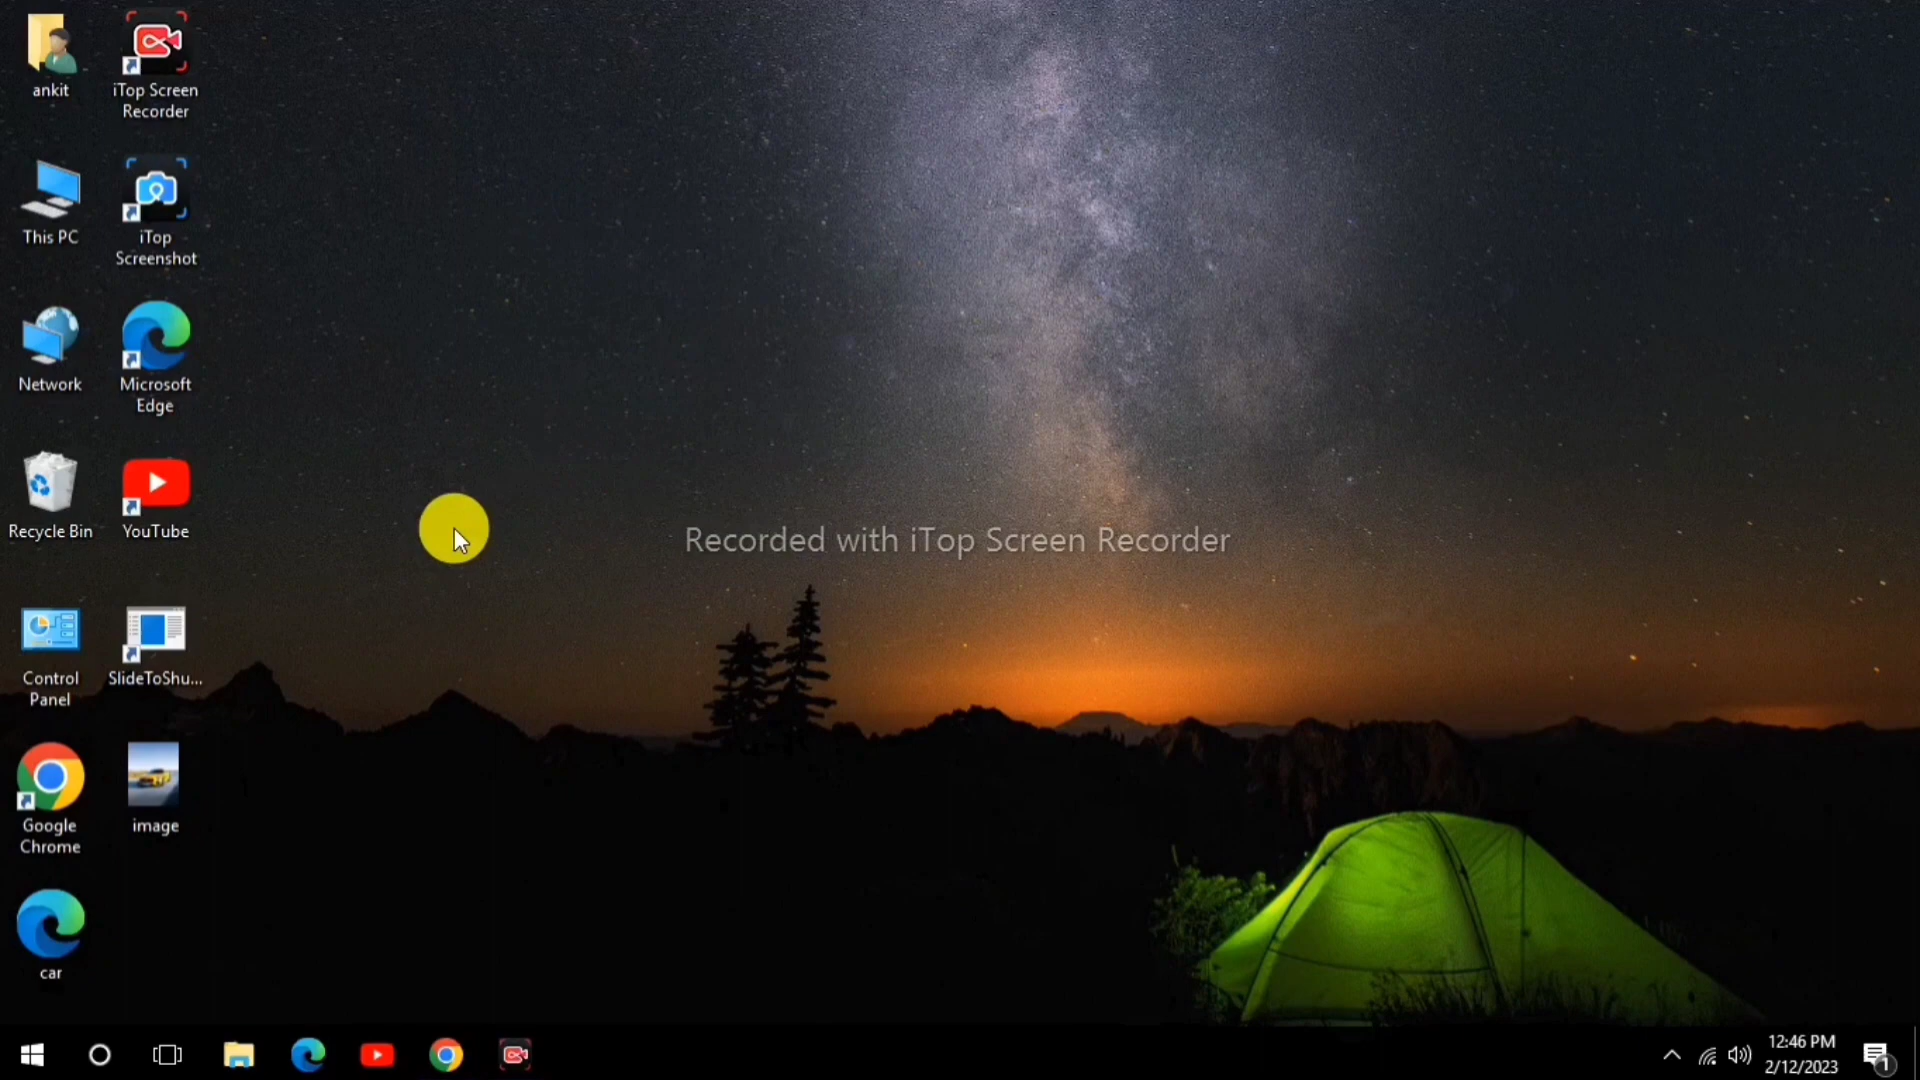 ankit
iTop Screen
Recorder
This PC
iTop
Screenshot
Network
Microsoft
Edge
Recycle Bin
YouTube
Recorded with iTop Screen Recorder
Control
Panel
SlideToShu...
Google
Chrome
image
car
12:46 PM
2/12/2023
1